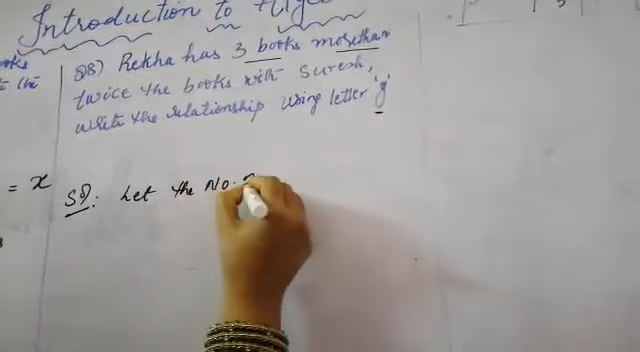 Introduction to
Q8) Rekha has 3 books more than
twice the books with Suresh,
write the relationship using letter 'y'
= x
Sol: Let the No.